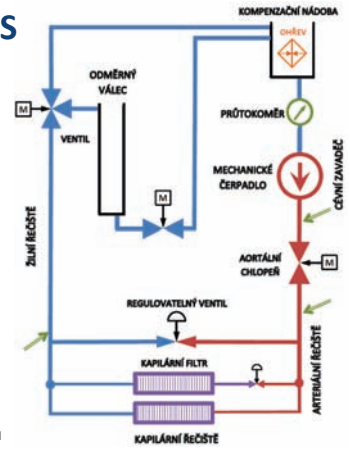 S
KOMPENZAČNÍ NÁDOBA
OHŘEV
ODMĚRNÝ
VÁLEC
M
VENTIL
PRŮTOKOMĚR
M
MECHANICKÉ
ČERPADLO
CÉVNÍ ZAVADĚČ
ŽILNÍ ŘEČIŠTĚ
AORTÁLNÍ
CHLOPEŇ
M
REGULOVATELNÝ VENTIL
KAPILÁRNÍ FILTR
ARTERIÁLNÍ ŘEČIŠTĚ
KAPILÁRNÍ ŘEČIŠTĚ